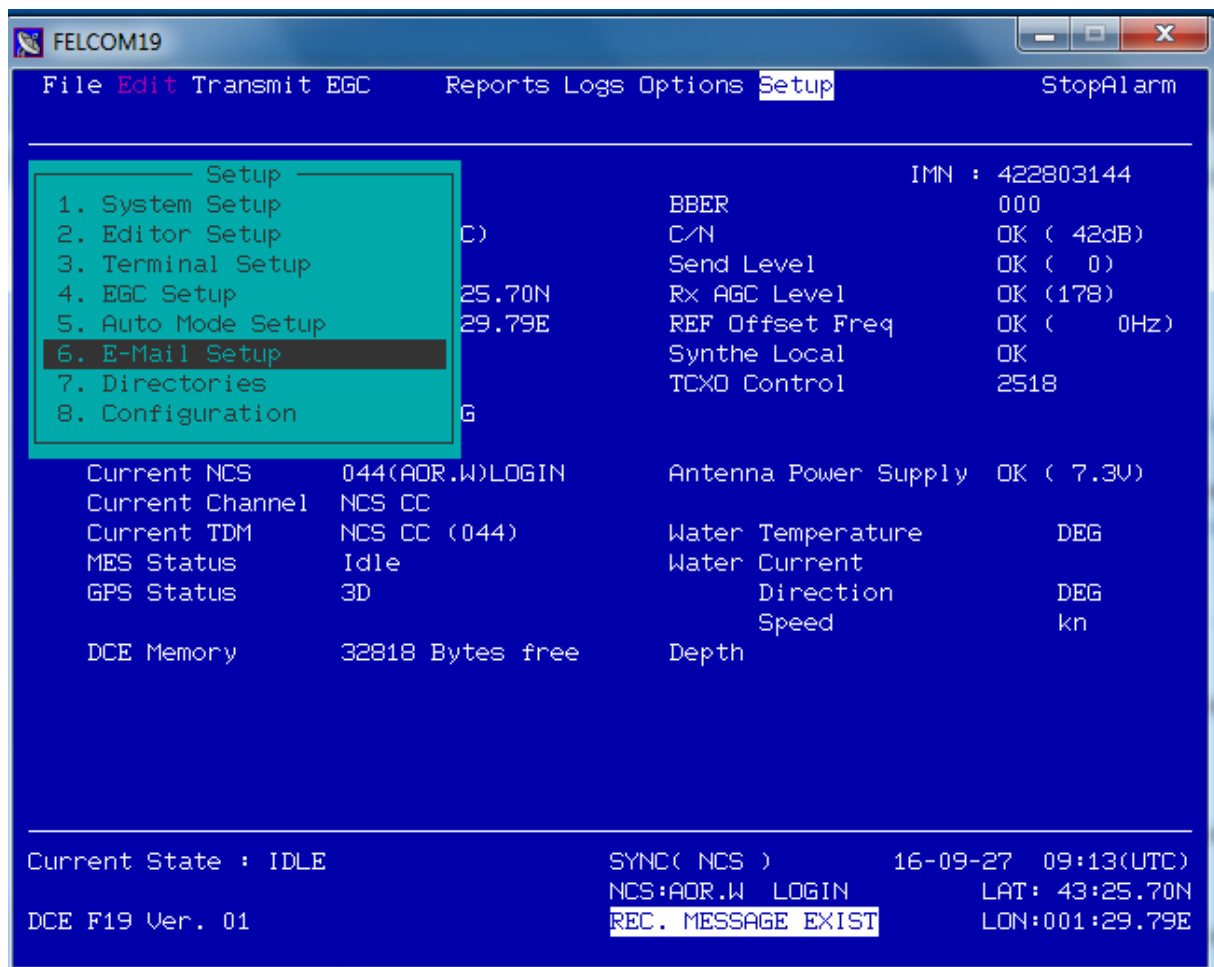 FELCOM19
File Edit Transmit EGC Reports Logs Options Setup StopAlarm
Setup
1. System Setup
2. Editor Setup
3. Terminal Setup
4. EGC Setup
5. Auto Mode Setup
6. E-Mail Setup
7. Directories
8. Configuration
C)
25.70N
29.79E
G
IMN : 422803144
BBER 000
C/N OK ( 42dB)
Send Level OK ( 0)
Rx AGC Level OK (178)
REF Offset Freq OK ( 0Hz)
Synthe Local OK
TCXO Control 2518
Current NCS 044(AOR.W)LOGIN Antenna Power Supply OK ( 7.3V)
Current Channel NCS CC
Current TDM NCS CC (044) Water Temperature DEG
MES Status Idle Water Current
GPS Status 3D Direction DEG
Speed kn
DCE Memory 32818 Bytes free Depth
Current State : IDLE SYNC( NCS ) 16-09-27 09:13(UTC)
NCS:AOR.W LOGIN LAT: 43:25.70N
DCE F19 Ver. 01 REC. MESSAGE EXIST LON:001:29.79E